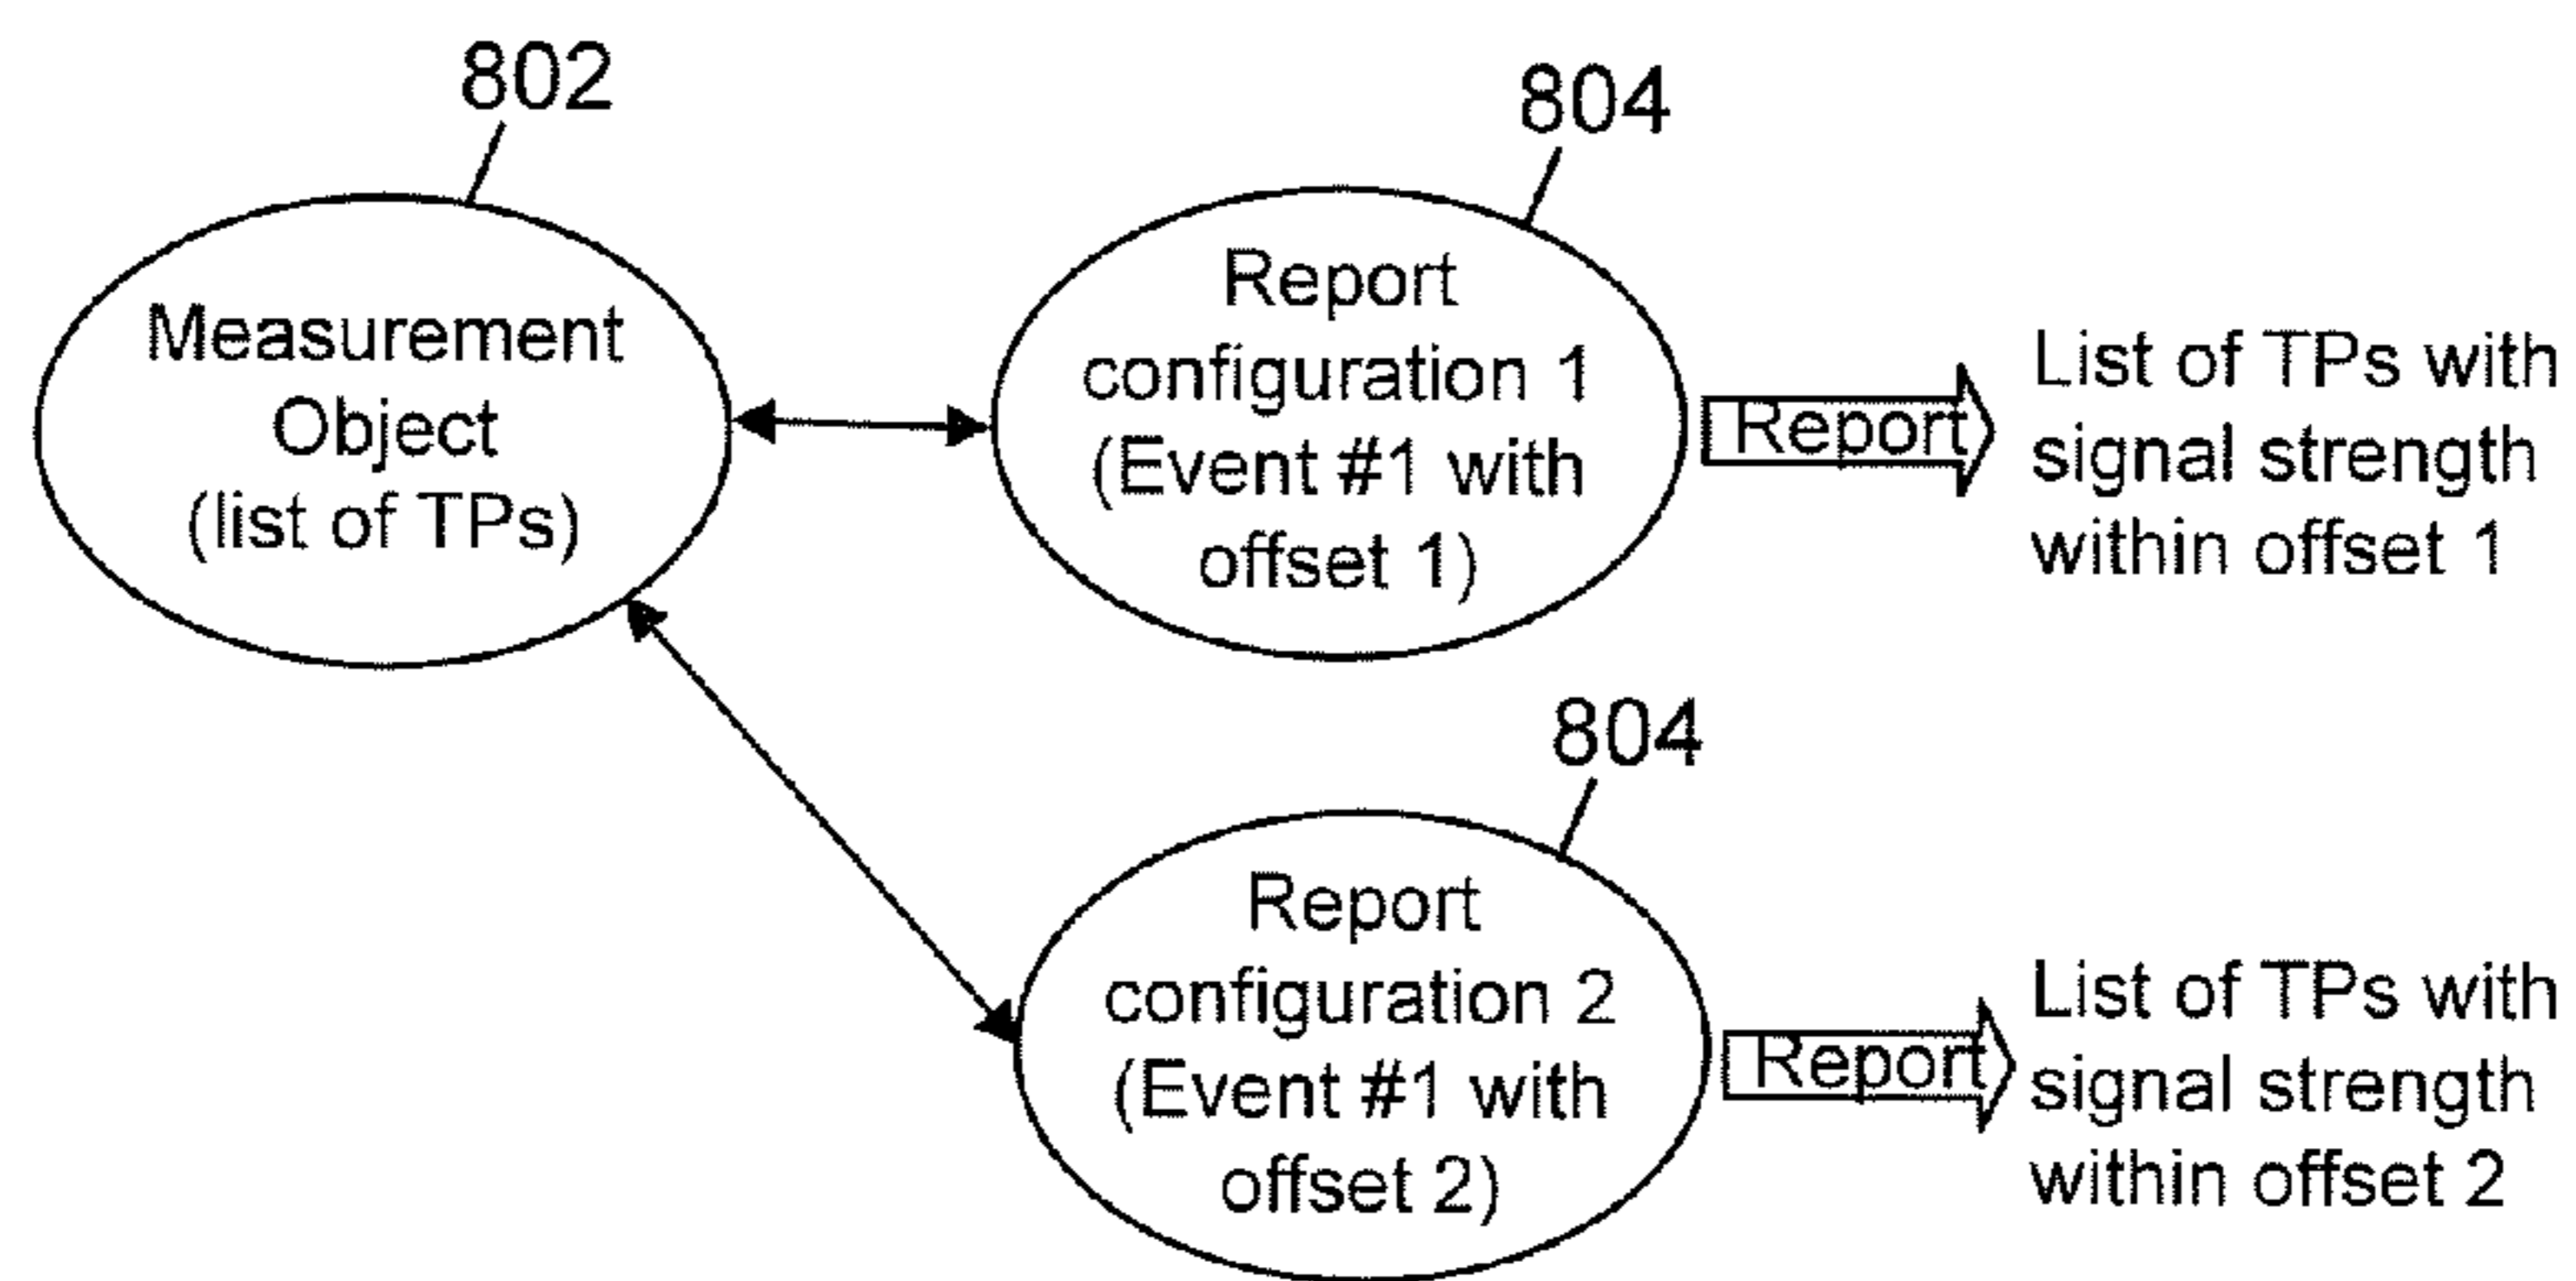 802
Measurement
Object
(list of TPs)
804
Report
configuration 1
(Event #1 with
offset 1)
Report
List of TPs with
signal strength
within offset 1
804
Report
configuration 2
(Event #1 with
offset 2)
Report
List of TPs with
signal strength
within offset 2